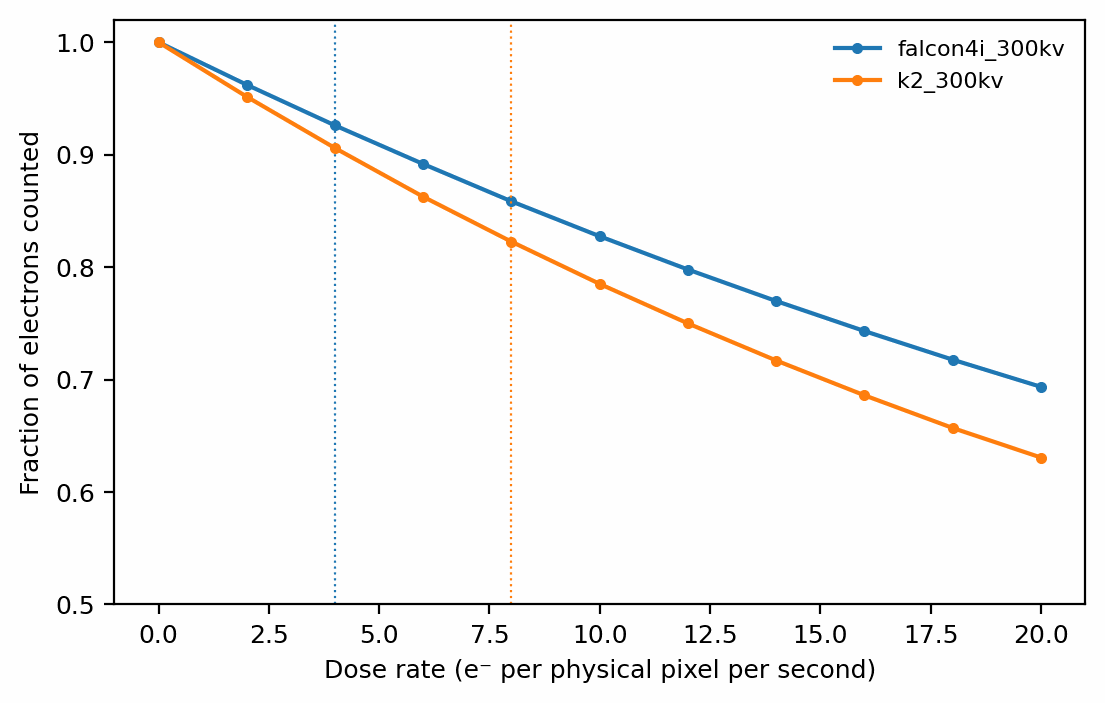 falcon4i_300kv
k2_300kv
1.0
0.9
0.8
0.7
0.6
0.5
Fraction of electrons counted
0.0 2.5 5.0 7.5 10.0 12.5 15.0 17.5 20.0
Dose rate (e⁻ per physical pixel per second)